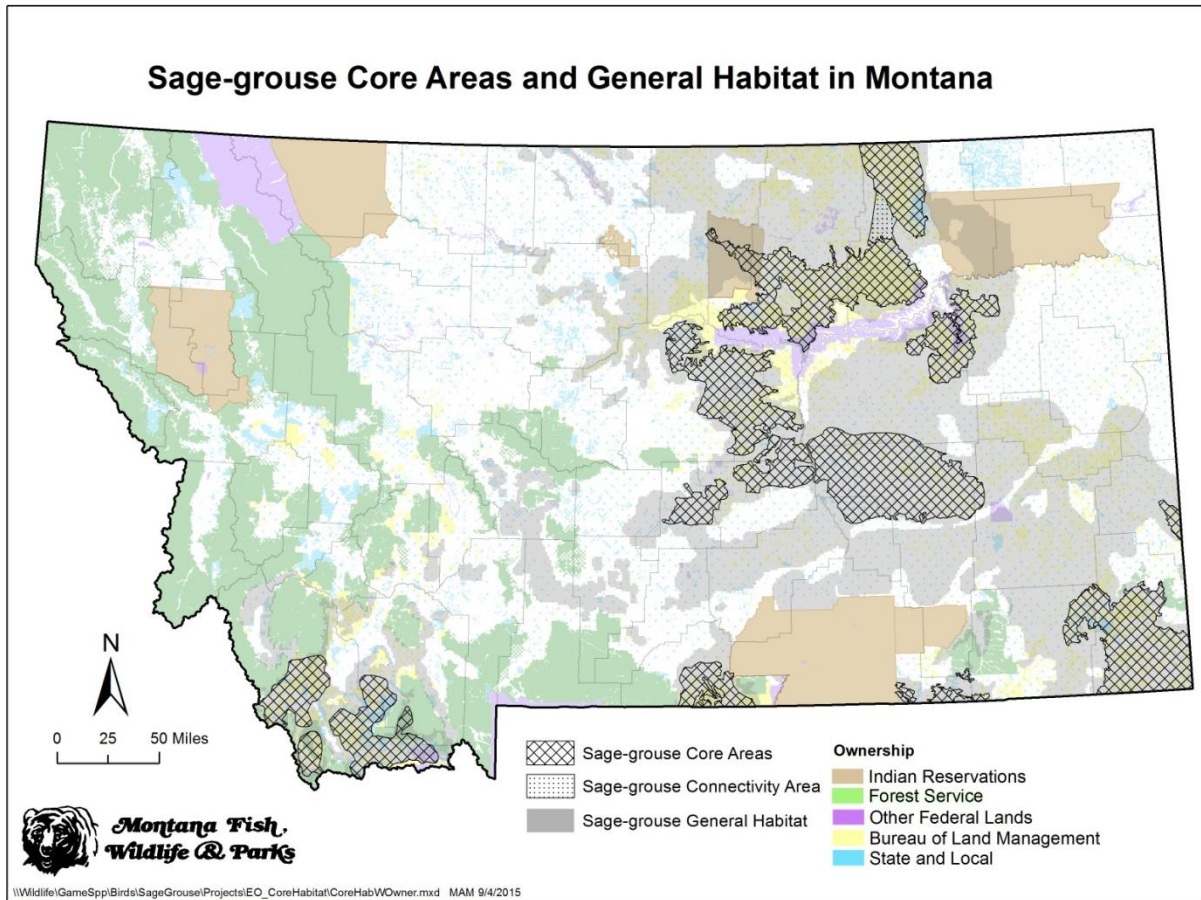 Sage-grouse Core Areas and General Habitat in Montana
N
0 25 50 Miles
Sage-grouse Core Areas
Sage-grouse Connectivity Area
Sage-grouse General Habitat
Ownership
Indian Reservations
Forest Service
Other Federal Lands
Bureau of Land Management
State and Local
Montana Fish,
Wildlife & Parks
\\Wildlife\GameSpp\Birds\SageGrouse\Projects\EO_CoreHabitat\CoreHabWOwner.mxd MAM 9/4/2015